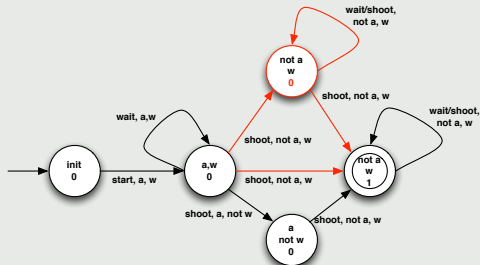 wait/shoot,
not a, w
not a
w
0
shoot, not a, w
wait/shoot,
not a, w
wait, a,w
shoot, not a, w
init
0
start, a, w
a,w
0
shoot, not a, w
not a
w
1
shoot, a, not w
a
not w
0
shoot, not a, w